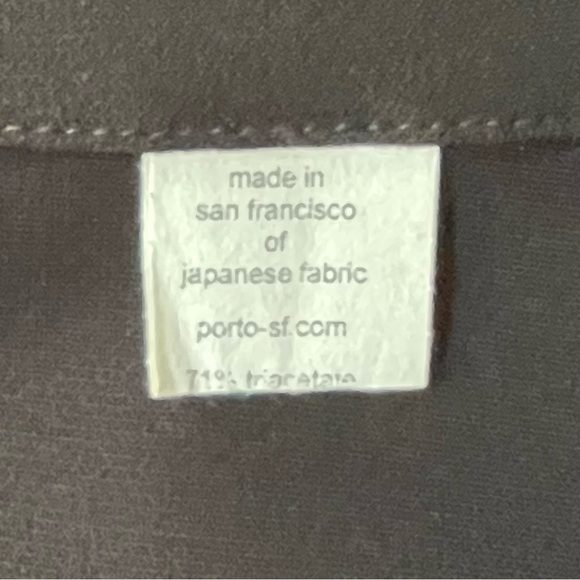 made in
san francisco
of
japanese fabric
porto-sf.com
71% triacetate